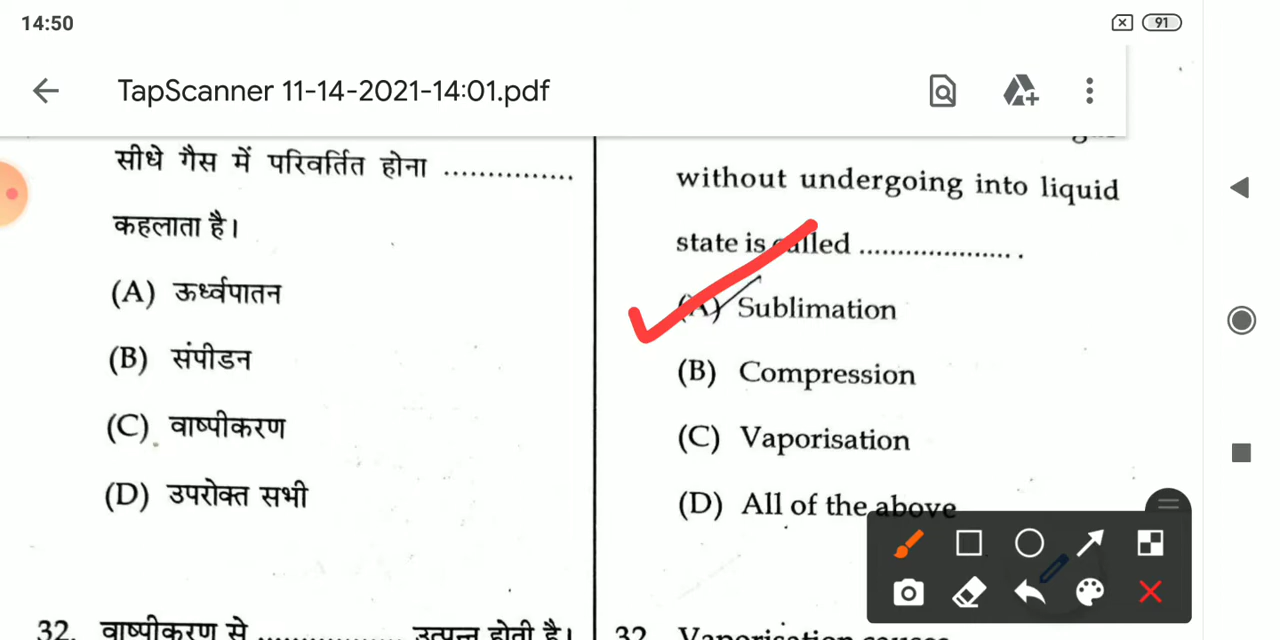 14:50
91
TapScanner 11-14-2021-14:01.pdf
सीधे गैस में परिवर्तित होना ...............
कहलाता है।
(A) ऊर्ध्वपातन
(B) संपीडन
(C) वाष्पीकरण
(D) उपरोक्त सभी
32. वाष्पीकरण से .................. उत्पन्न होती है।
without undergoing into liquid
state is called .................... .
(A) Sublimation
(B) Compression
(C) Vaporisation
(D) All of the above
32 Vaporisation causes